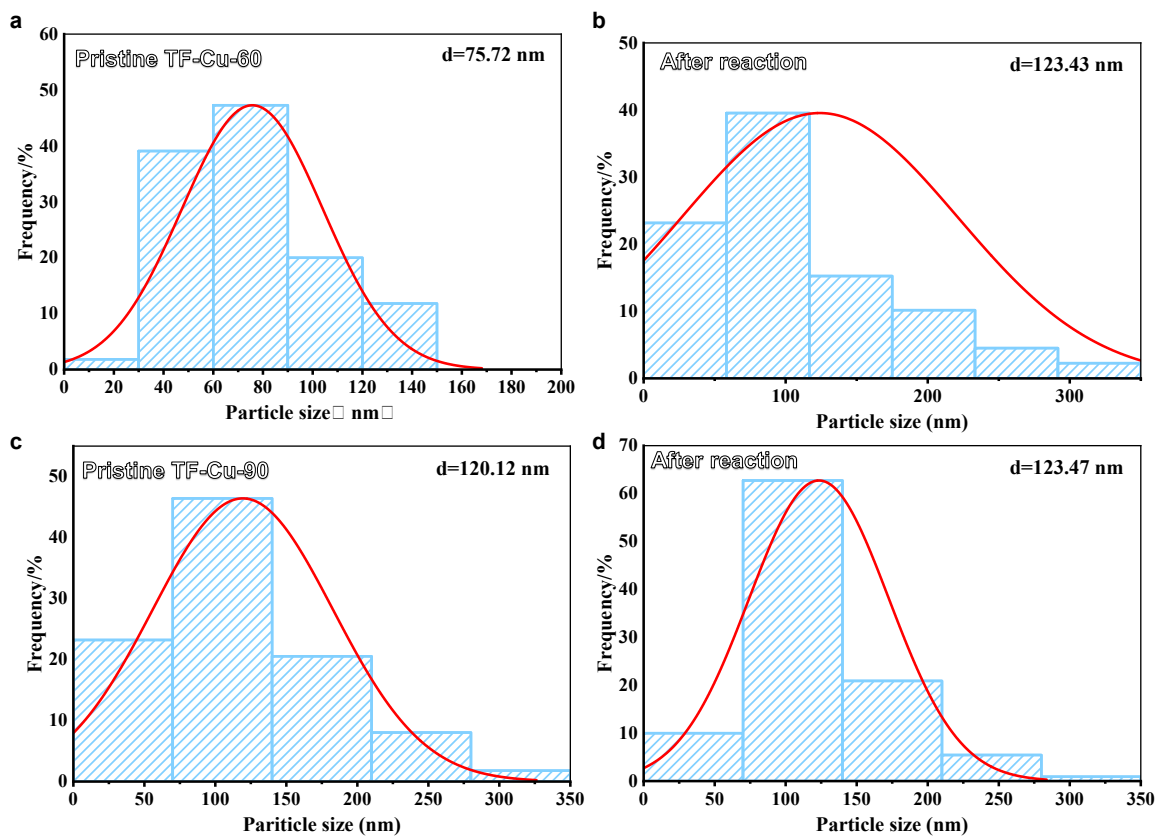 a
Pristine TF-Cu-60
d=75.72 nm
60
50
40
30
20
10
0
Frequency/%
0 20 40 60 80 100 120 140 160 180 200
Particle size□ nm□
b
After reaction
d=123.43 nm
50
40
30
20
10
0
Frequency/%
0 100 200 300
Particle size (nm)
c
Pristine TF-Cu-90
d=120.12 nm
50
40
30
20
10
0
Frequency/%
0 50 100 150 200 250 300 350
Pariticle size (nm)
d
After reaction
d=123.47 nm
70
60
50
40
30
20
10
0
Frequency/%
0 50 100 150 200 250 300 350
Particle size (nm)